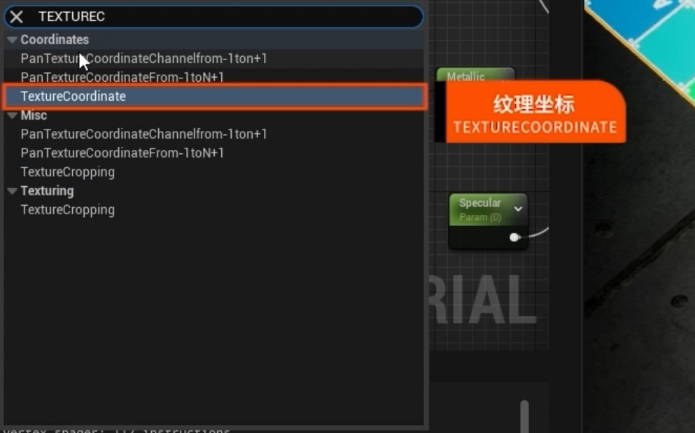 TEXTUREC
Coordinates
PanTextureCoordinateChannelfrom-1ton+1
PanTextureCoordinateFrom-1toN+1
TextureCoordinate
Misc
PanTextureCoordinateChannelfrom-1ton+1
PanTextureCoordinateFrom-1toN+1
TextureCropping
Texturing
TextureCropping
Metallic
纹理坐标
TEXTURECOORDINATE
Specular
Param (0)
RIAL